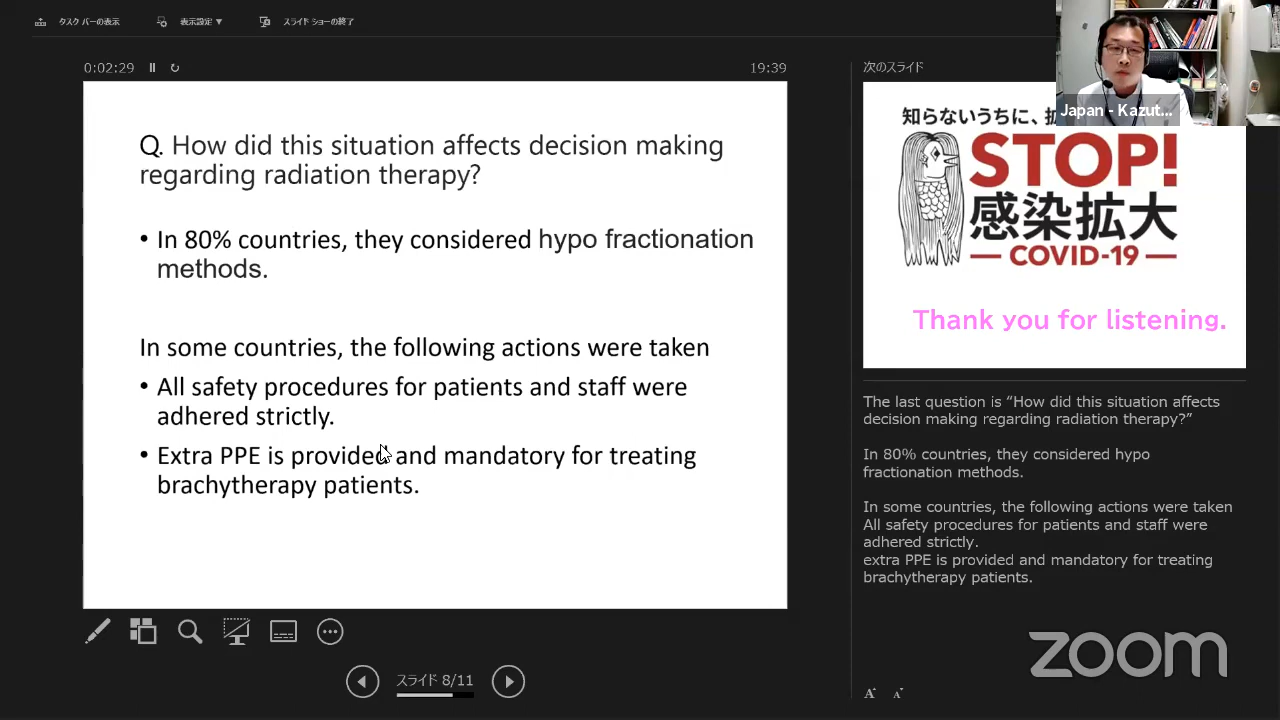 タスク バーの表示
表示設定 ▼
スライド ショーの終了
0:02:29
19:39
次のスライド
Q. How did this situation affects decision making
regarding radiation therapy?
• In 80% countries, they considered hypo fractionation
methods.
In some countries, the following actions were taken
• All safety procedures for patients and staff were
adhered strictly.
• Extra PPE is provided and mandatory for treating
brachytherapy patients.
スライド 8/11
Japan - Kazut...
知らないうちに、拡
STOP!
感染拡大
— COVID-19 —
Thank you for listening.
The last question is “How did this situation affects
decision making regarding radiation therapy?”
In 80% countries, they considered hypo
fractionation methods.
In some countries, the following actions were taken
All safety procedures for patients and staff were
adhered strictly.
extra PPE is provided and mandatory for treating
brachytherapy patients.
zoom
A A